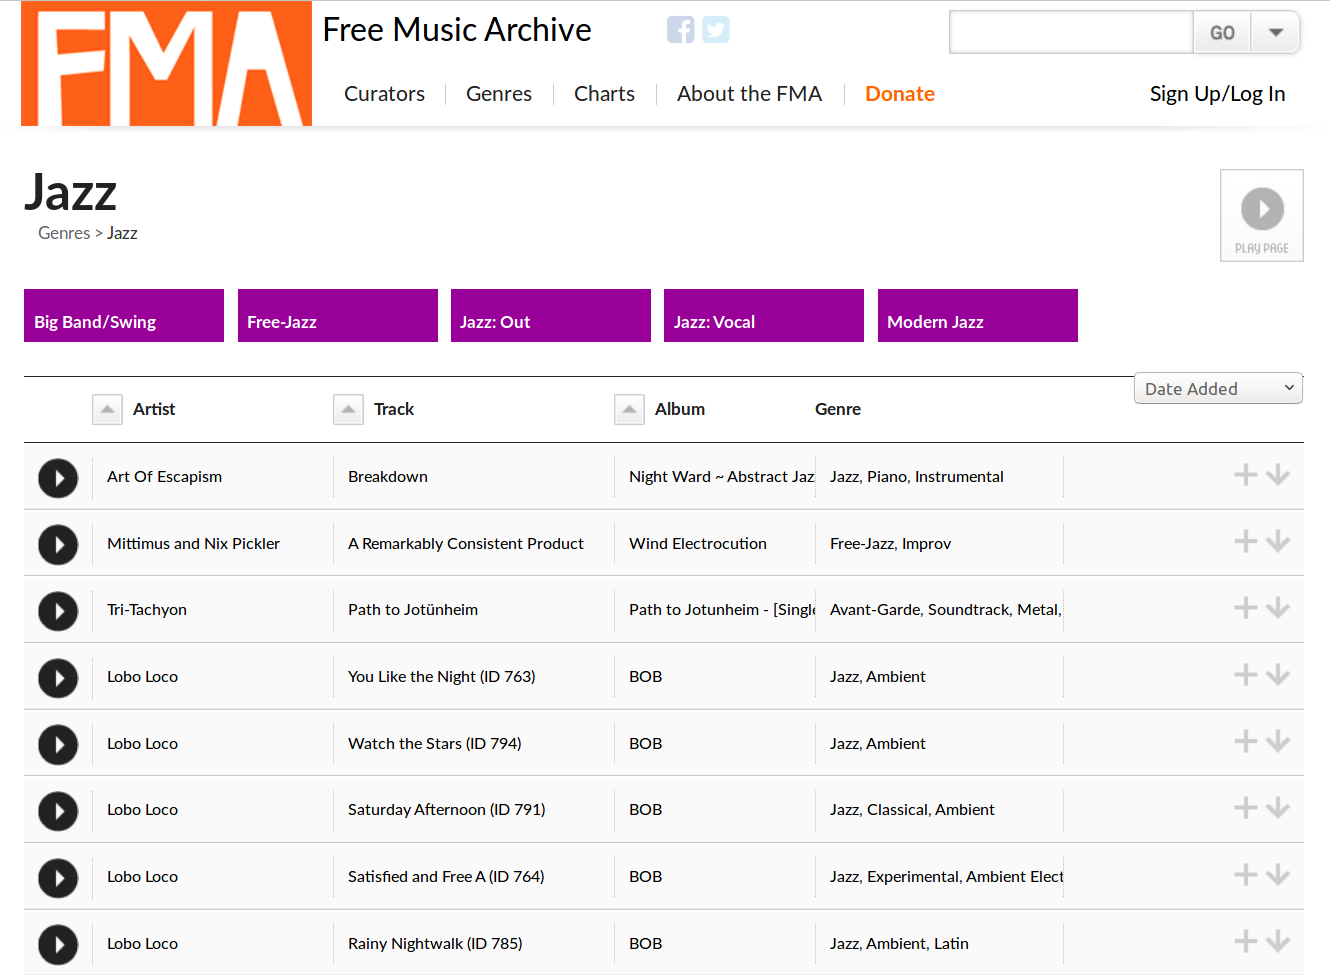 FMA Free Music Archive GO
Curators Genres Charts About the FMA Donate Sign Up/Log In
Jazz
Genres > Jazz
PLAY PAGE
Big Band/Swing Free-Jazz Jazz: Out Jazz: Vocal Modern Jazz
Date Added
Artist Track Album Genre
Art Of Escapism Breakdown Night Ward ~ Abstract Jaz Jazz, Piano, Instrumental
Mittimus and Nix Pickler A Remarkably Consistent Product Wind Electrocution Free-Jazz, Improv
Tri-Tachyon Path to Jotünheim Path to Jotunheim - [Single Avant-Garde, Soundtrack, Metal,
Lobo Loco You Like the Night (ID 763) BOB Jazz, Ambient
Lobo Loco Watch the Stars (ID 794) BOB Jazz, Ambient
Lobo Loco Saturday Afternoon (ID 791) BOB Jazz, Classical, Ambient
Lobo Loco Satisfied and Free A (ID 764) BOB Jazz, Experimental, Ambient Elect
Lobo Loco Rainy Nightwalk (ID 785) BOB Jazz, Ambient, Latin